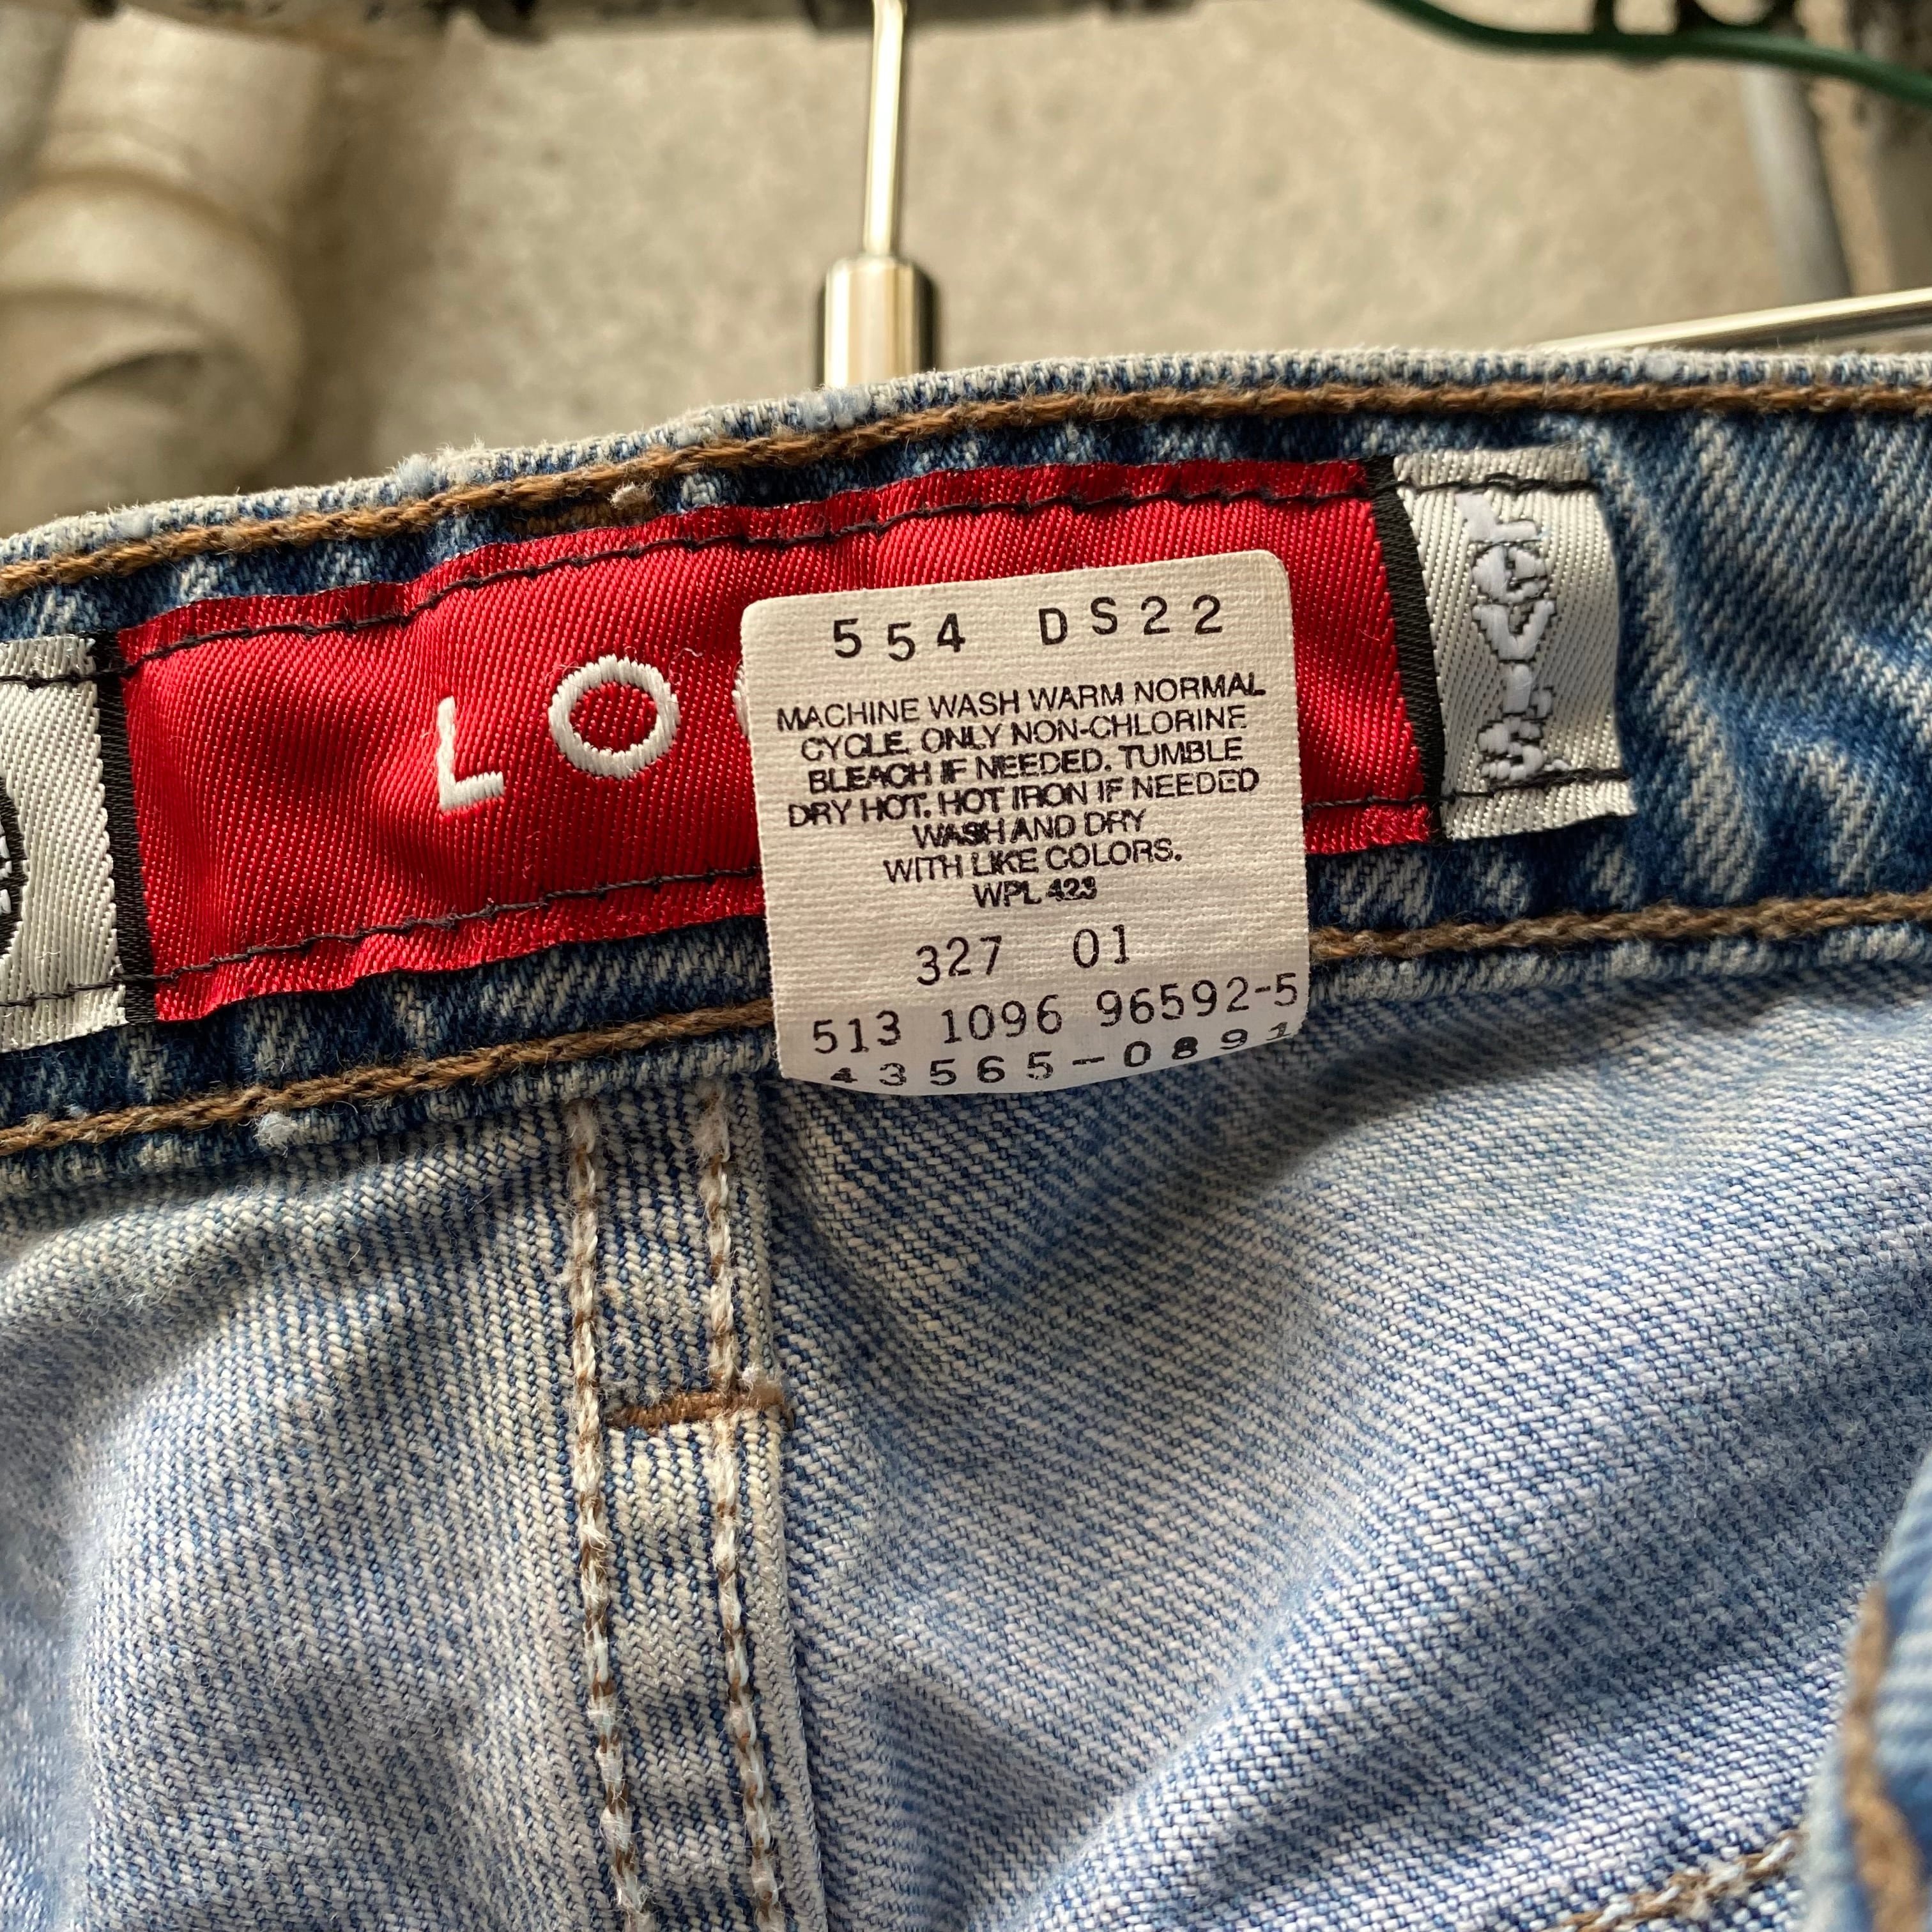 LO
LEVI'S
554 DS22
MACHINE WASH WARM NORMAL
CYCLE. ONLY NON-CHLORINE
BLEACH IF NEEDED. TUMBLE
DRY HOT. HOT IRON IF NEEDED
WASH AND DRY
WITH LIKE COLORS.
WPL 423
327 01
513 1096 96592-5
43565-0891